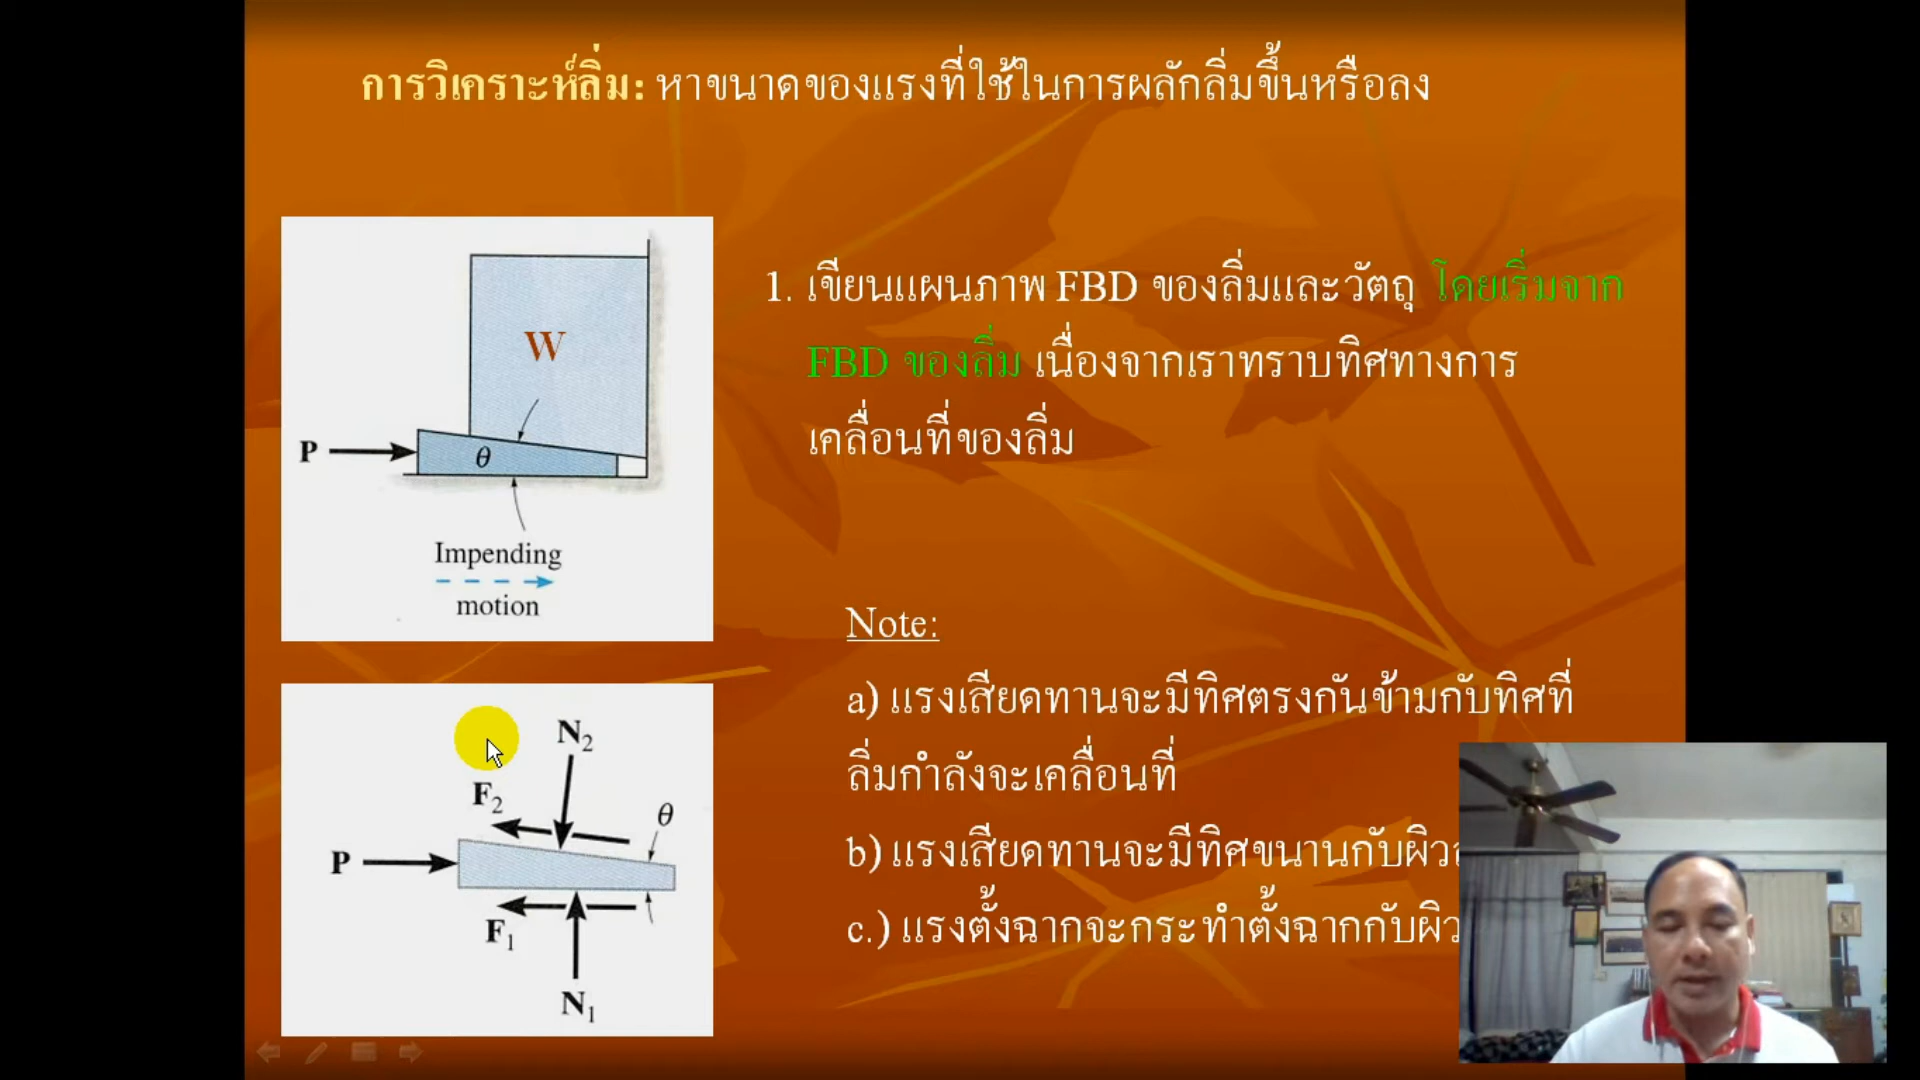 การวิเคราะห์ลิ่ม: หาขนาดของแรงที่ใช้ในการผลักลิ่มขึ้นหรือลง
W
P
θ
Impending
motion
1. เขียนแผนภาพ FBD ของลิ่มและวัตถุ โดยเริ่มจาก
FBD ของลิ่ม เนื่องจากเราทราบทิศทางการ
เคลื่อนที่ของลิ่ม
Note:
a) แรงเสียดทานจะมีทิศตรงกันข้ามกับทิศที่
ลิ่มกำลังจะเคลื่อนที่
b) แรงเสียดทานจะมีทิศขนานกับผิว
c.) แรงตั้งฉากจะกระทำตั้งฉากกับผิว
N₂
F₂
θ
P
F₁
N₁